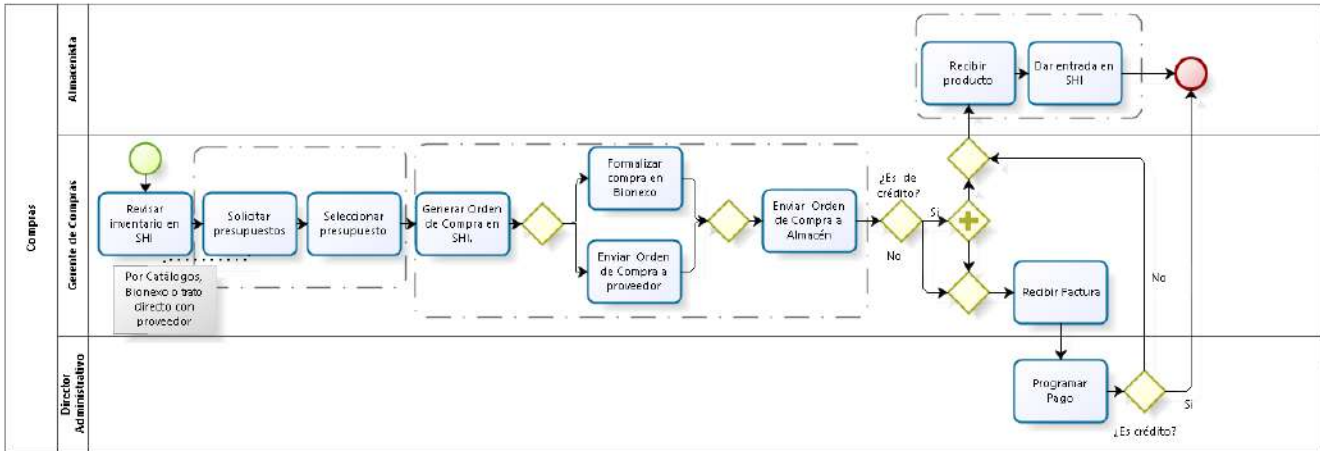 Compras
Almacenista
Recibir
producto
Dar entrada en
SHI
Gerente de Compras
Revisar
inventario en
SHI
Por Catálogos,
Bionexo o trato
directo con
proveedor
Solicitar
presupuestos
Seleccionar
presupuesto
Generar Orden
de Compra en
SHI.
Formalizar
compra en
Bionexo
Enviar Orden
de Compra a
proveedor
Enviar Orden
de Compra a
Almacén
¿Es de
crédito?
Si
No
Recibir Factura
No
Director
Administrativo
Programar
Pago
¿Es crédito?
Si